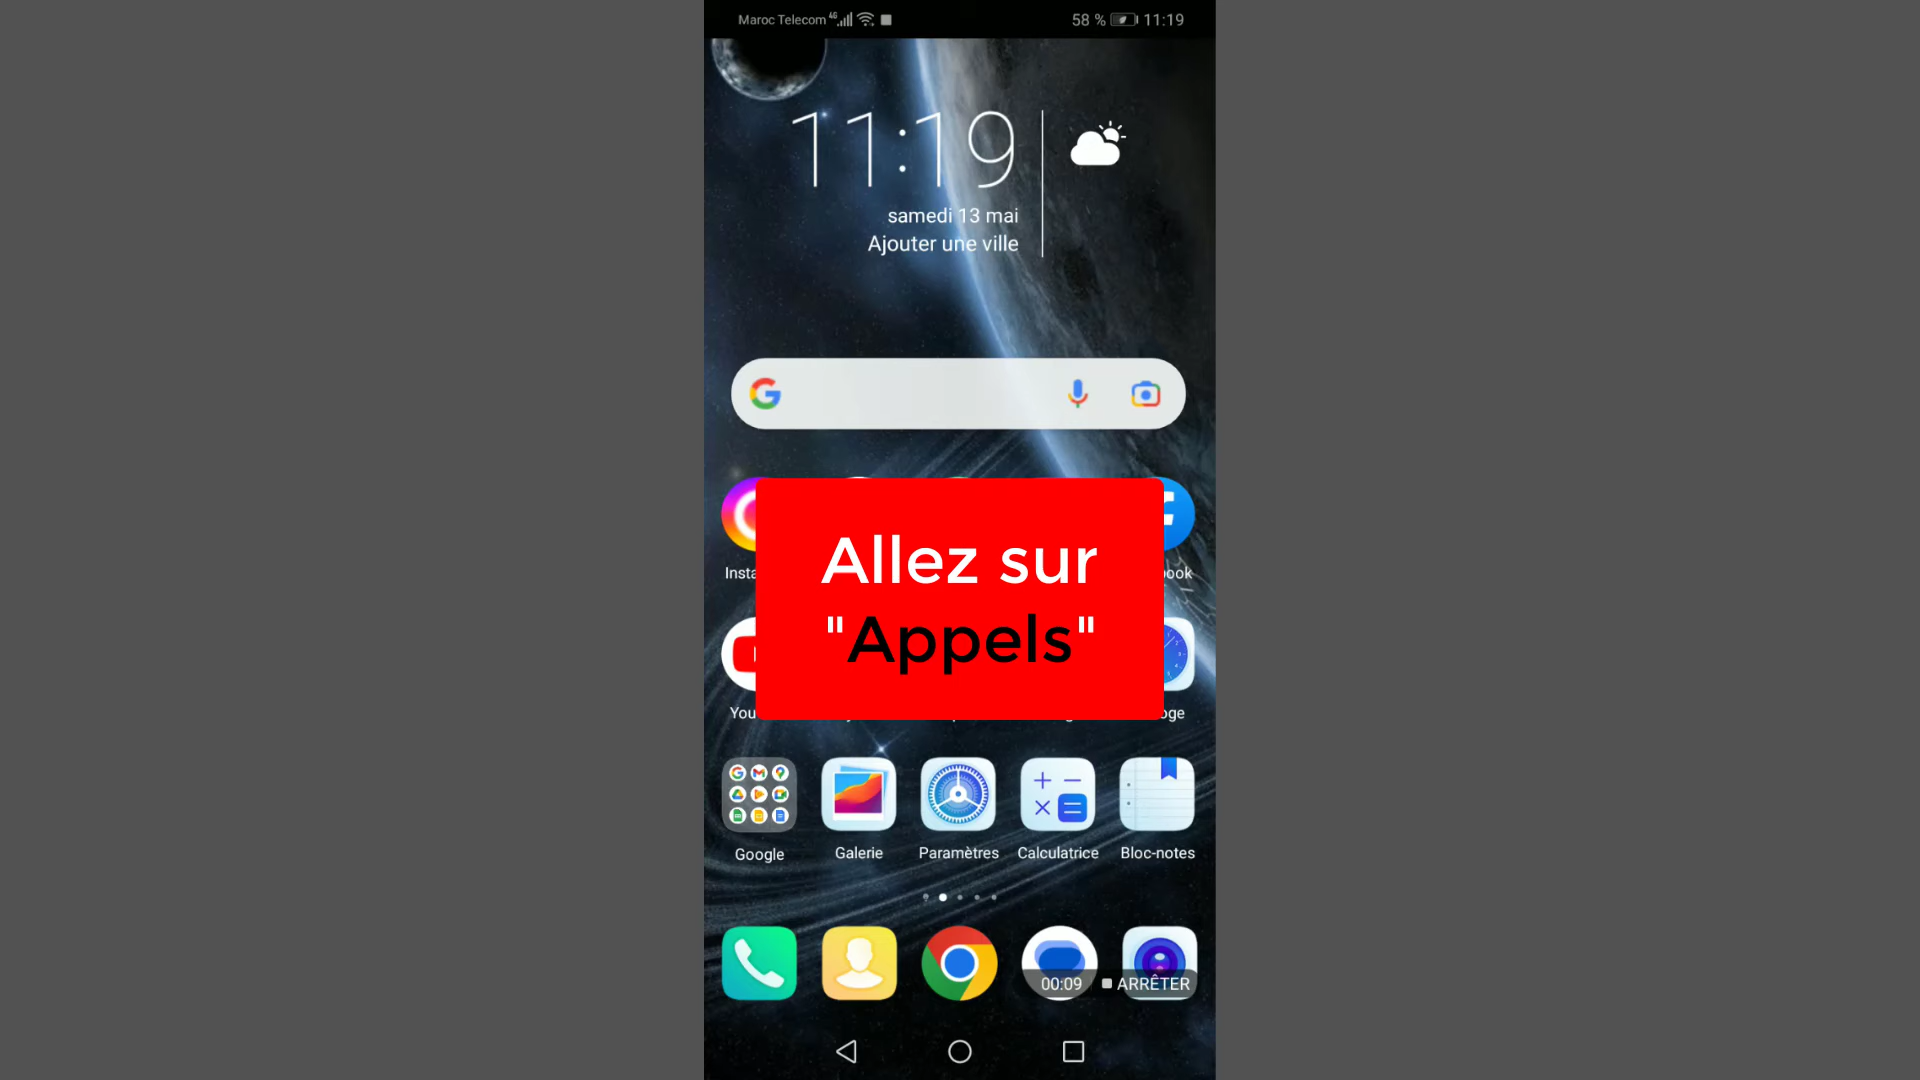 Maroc Telecom 4G
58 % 11:19
11:19
samedi 13 mai
Ajouter une ville
Allez sur
"Appels"
Google Galerie Paramètres Calculatrice Bloc-notes
00:09 ARRÊTER